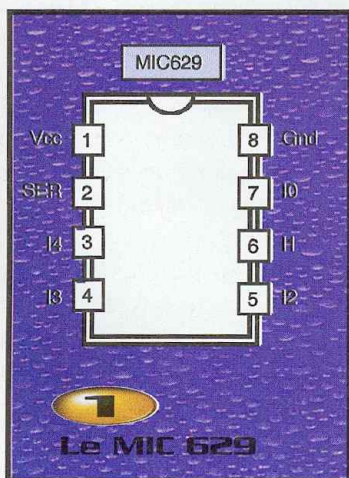 MIC629
Vcc 1 8 Gnd
SER 2 7 I0
I4 3 6 I1
I3 4 5 I2
1
Le MIC 629